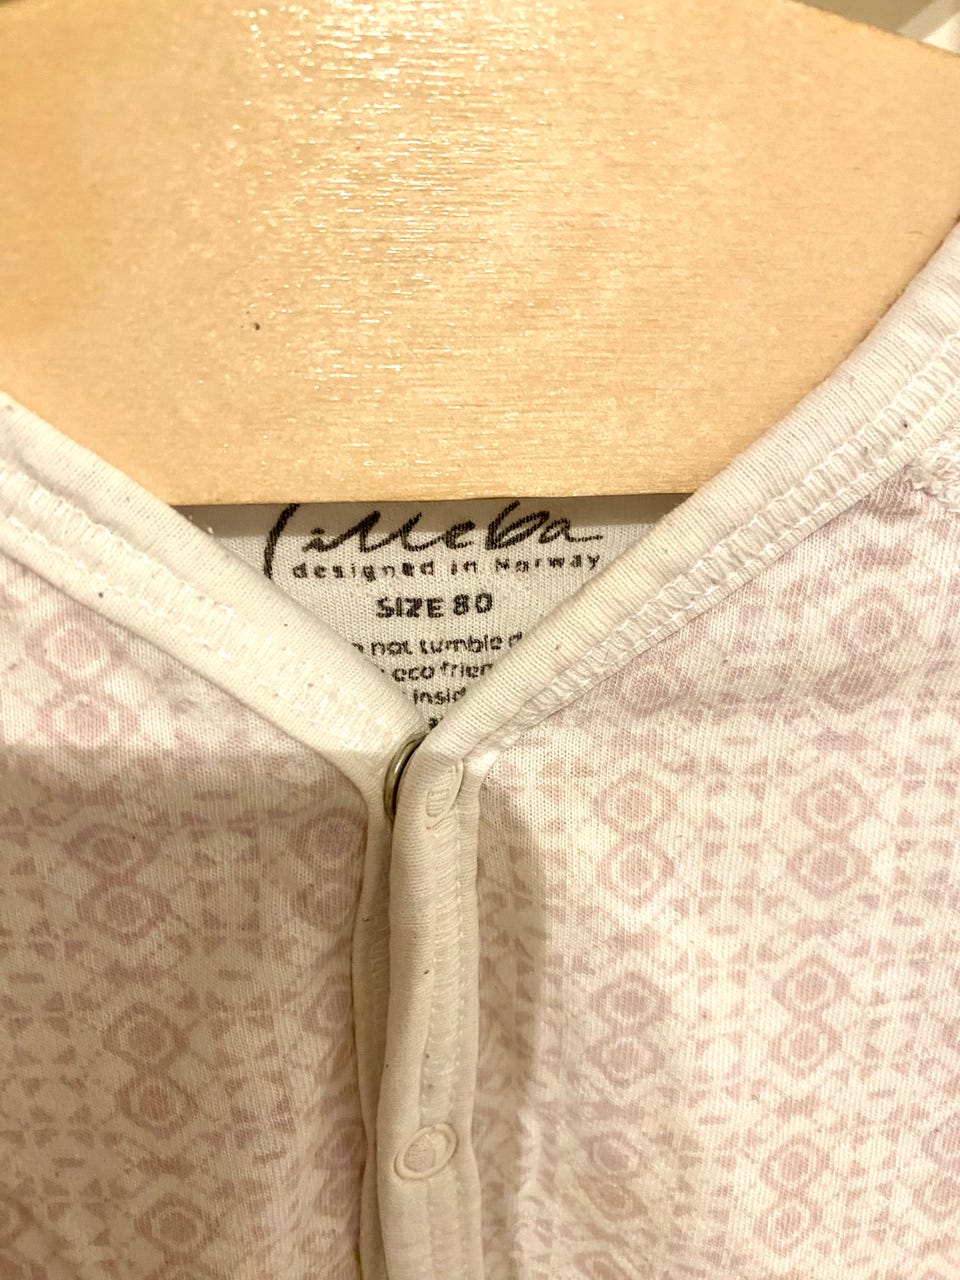 Lilleba
designed in Norway
SIZE 80
not tumble
eco